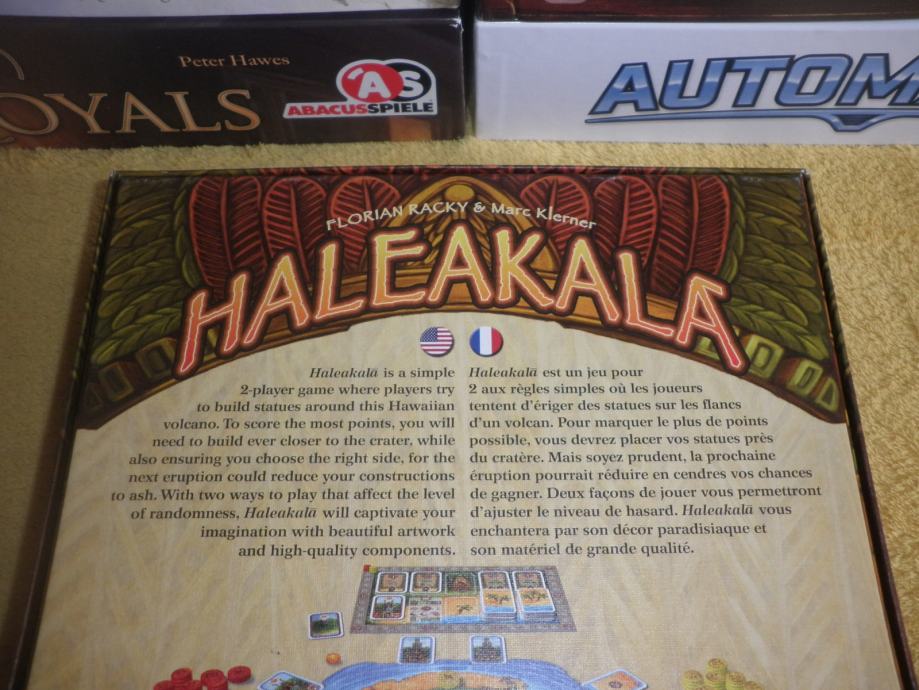 Peter Hawes
OYALS
AS
ABACUSSPIELE
AUTOM
FLORIAN RACKY & Marc Klerner
HALEAKALĀ
Haleakalā is a simple
2-player game where players try
to build statues around this Hawaiian
volcano. To score the most points, you will
need to build ever closer to the crater, while
also ensuring you choose the right side, for the
next eruption could reduce your constructions
to ash. With two ways to play that affect the level
of randomness, Haleakalā will captivate your
imagination with beautiful artwork
and high-quality components.
Haleakalā est un jeu pour
2 aux règles simples où les joueurs
tentent d'ériger des statues sur les flancs
d'un volcan. Pour marquer le plus de points
possible, vous devrez placer vos statues près
du cratère. Mais soyez prudent, la prochaine
éruption pourrait réduire en cendres vos chances
de gagner. Deux façons de jouer vous permettront
d'ajuster le niveau de hasard. Haleakalā vous
enchantera par son décor paradisiaque et
son matériel de grande qualité.